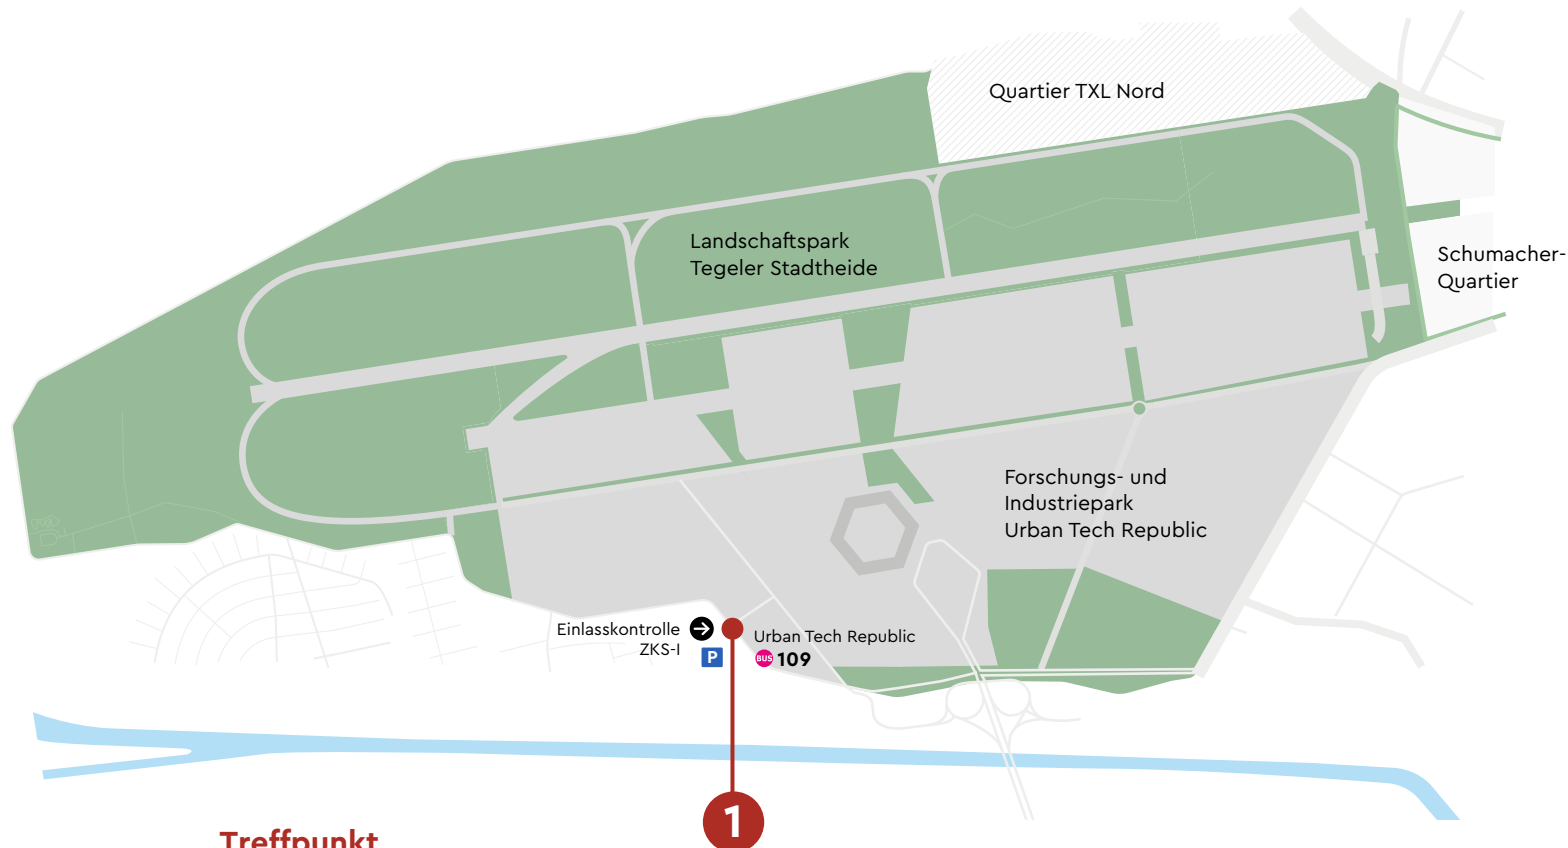 Quartier TXL Nord
Landschaftspark
Tegeler Stadtheide
Schumacher-
Quartier
Forschungs- und
Industriepark
Urban Tech Republic
Einlasskontrolle
ZKS-I
P
Urban Tech Republic
BUS 109
1
Treffpunkt